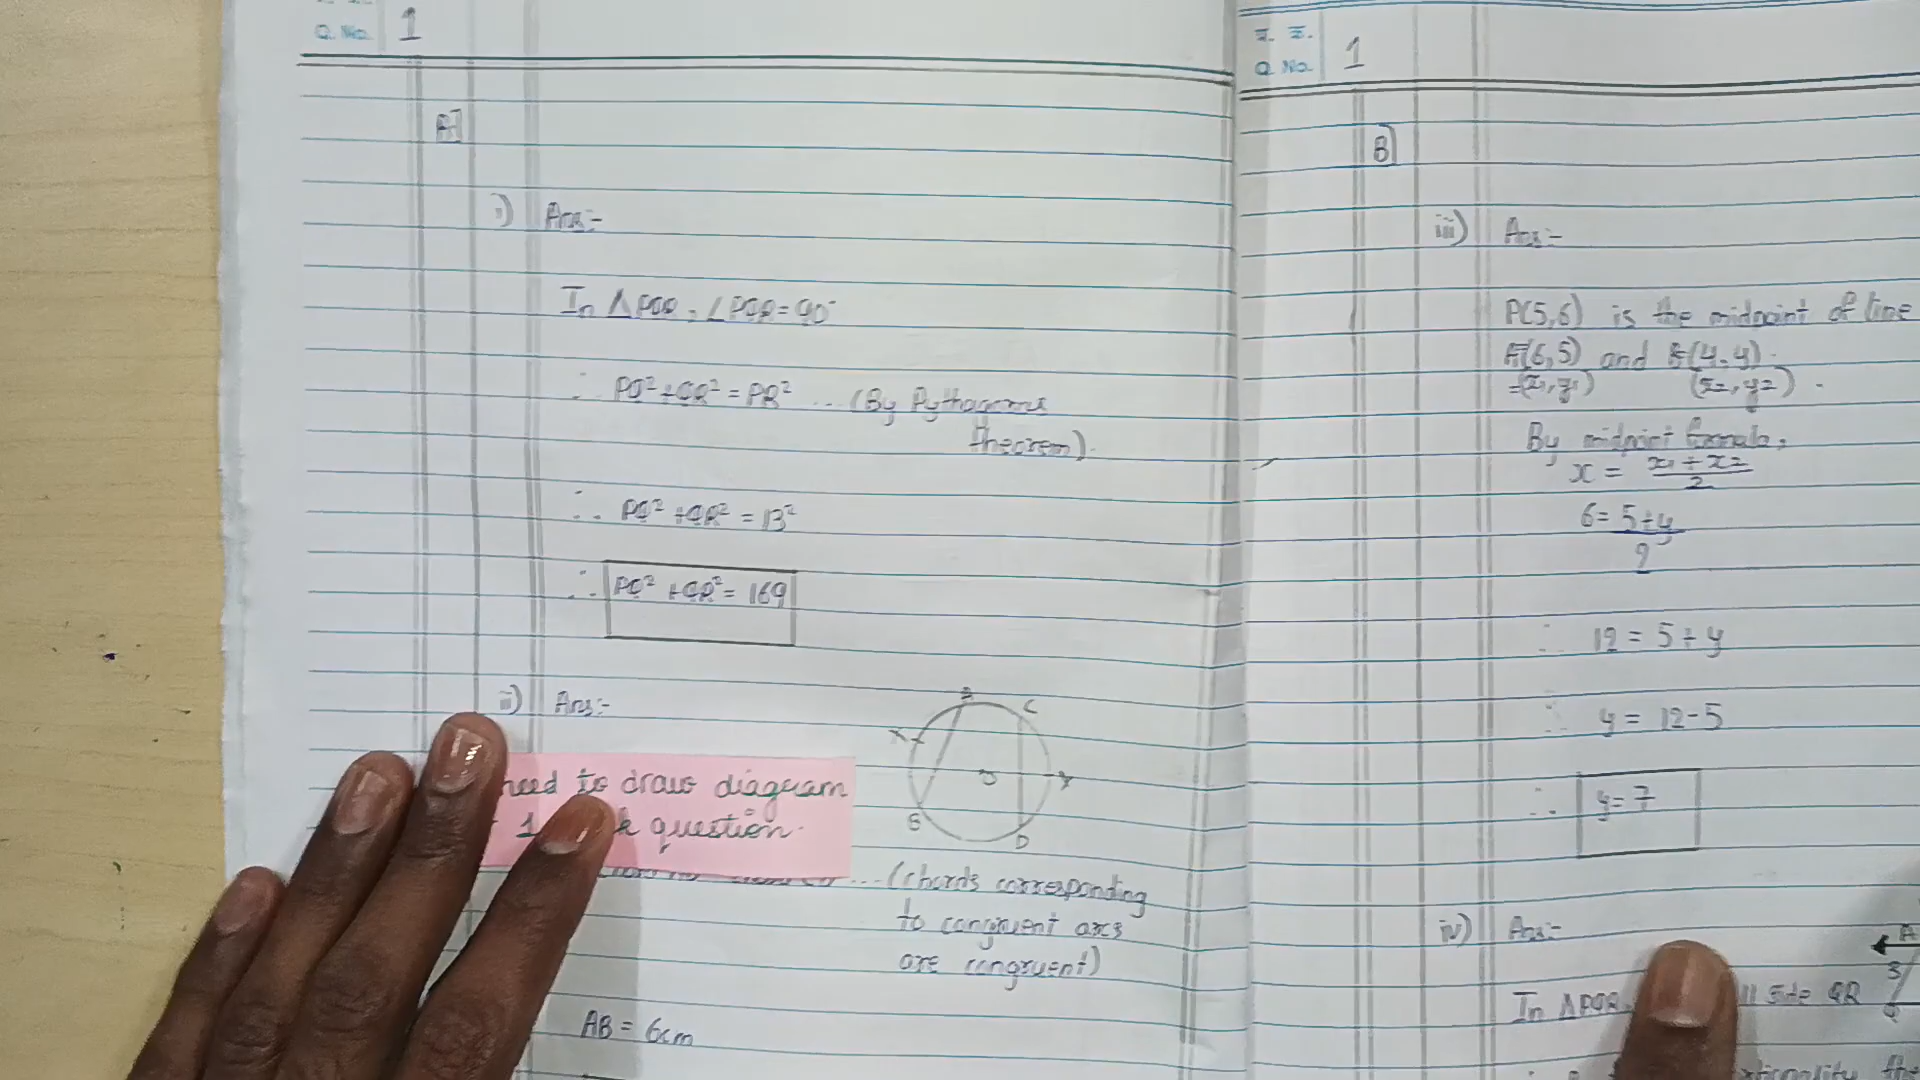 Q. No. 1
A]
i) Ans:-
In △PQR, ∠PQR = 90°
∴ PQ² + QR² = PR² ... (By Pythagoras
theorem).
∴ PQ² + QR² = 13²
∴ PQ² + QR² = 169
ii) Ans:-
B
C
D
need to draw diagram
1 question.
...(chords corresponding
to congruent arcs
are congruent)
AB = 6cm
Q. No. 1
B]
iii) Ans:-
P(5,6) is the midpoint of line
(6,5) and (4,4).
=(x₁,y₁) (x₂,y₂).
By midpoint formula,
x = x₁ + x₂
2
6 = 5 + y
2
∴ 12 = 5 + y
∴ y = 12 - 5
∴ y = 7
iv) Ans:-
A
In △PQR, || Side QR